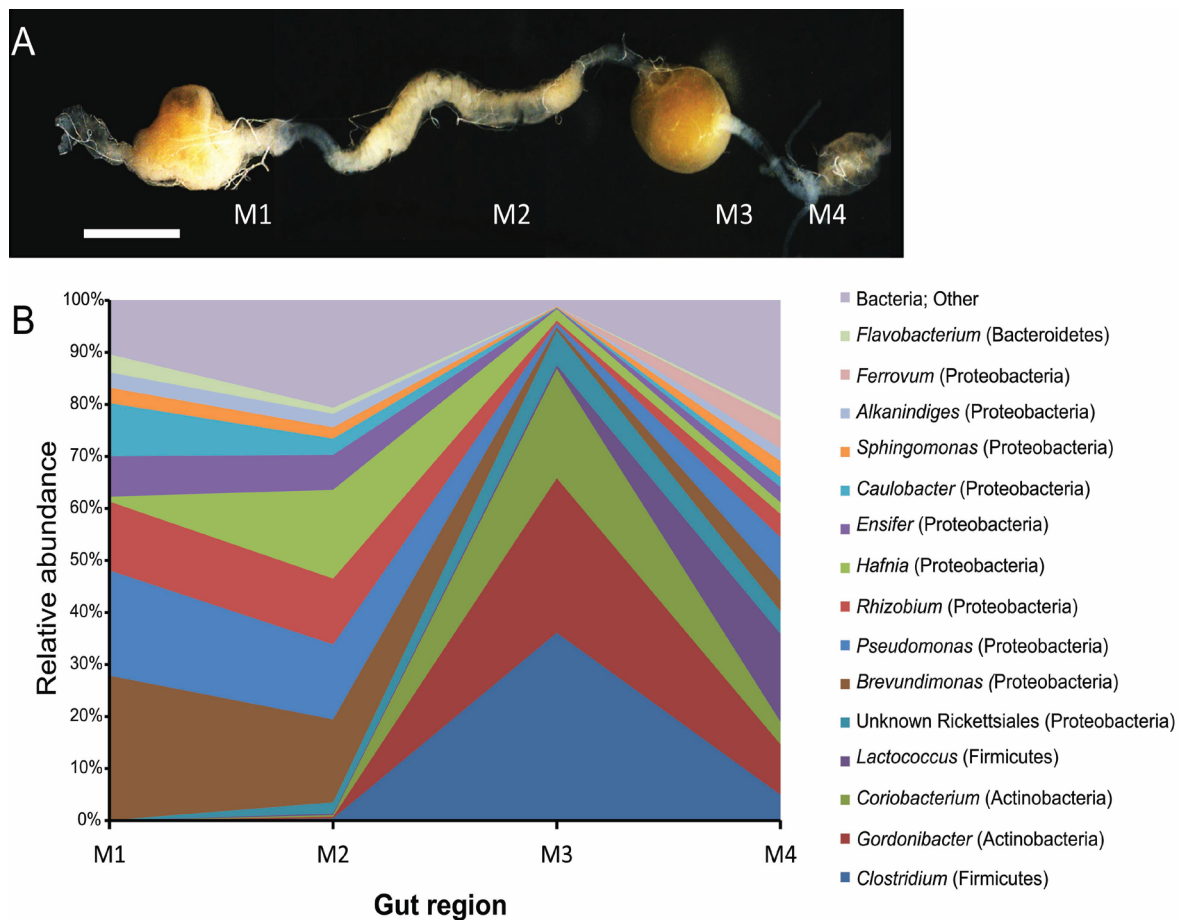 A
M1
M2
M3
M4
B
100%
90%
80%
70%
60%
50%
40%
30%
20%
10%
0%
Relative abundance
M1
M2
M3
M4
Gut region
Bacteria; Other
Flavobacterium (Bacteroidetes)
Ferrovum (Proteobacteria)
Alkanindiges (Proteobacteria)
Sphingomonas (Proteobacteria)
Caulobacter (Proteobacteria)
Ensifer (Proteobacteria)
Hafnia (Proteobacteria)
Rhizobium (Proteobacteria)
Pseudomonas (Proteobacteria)
Brevundimonas (Proteobacteria)
Unknown Rickettsiales (Proteobacteria)
Lactococcus (Firmicutes)
Coriobacterium (Actinobacteria)
Gordonibacter (Actinobacteria)
Clostridium (Firmicutes)